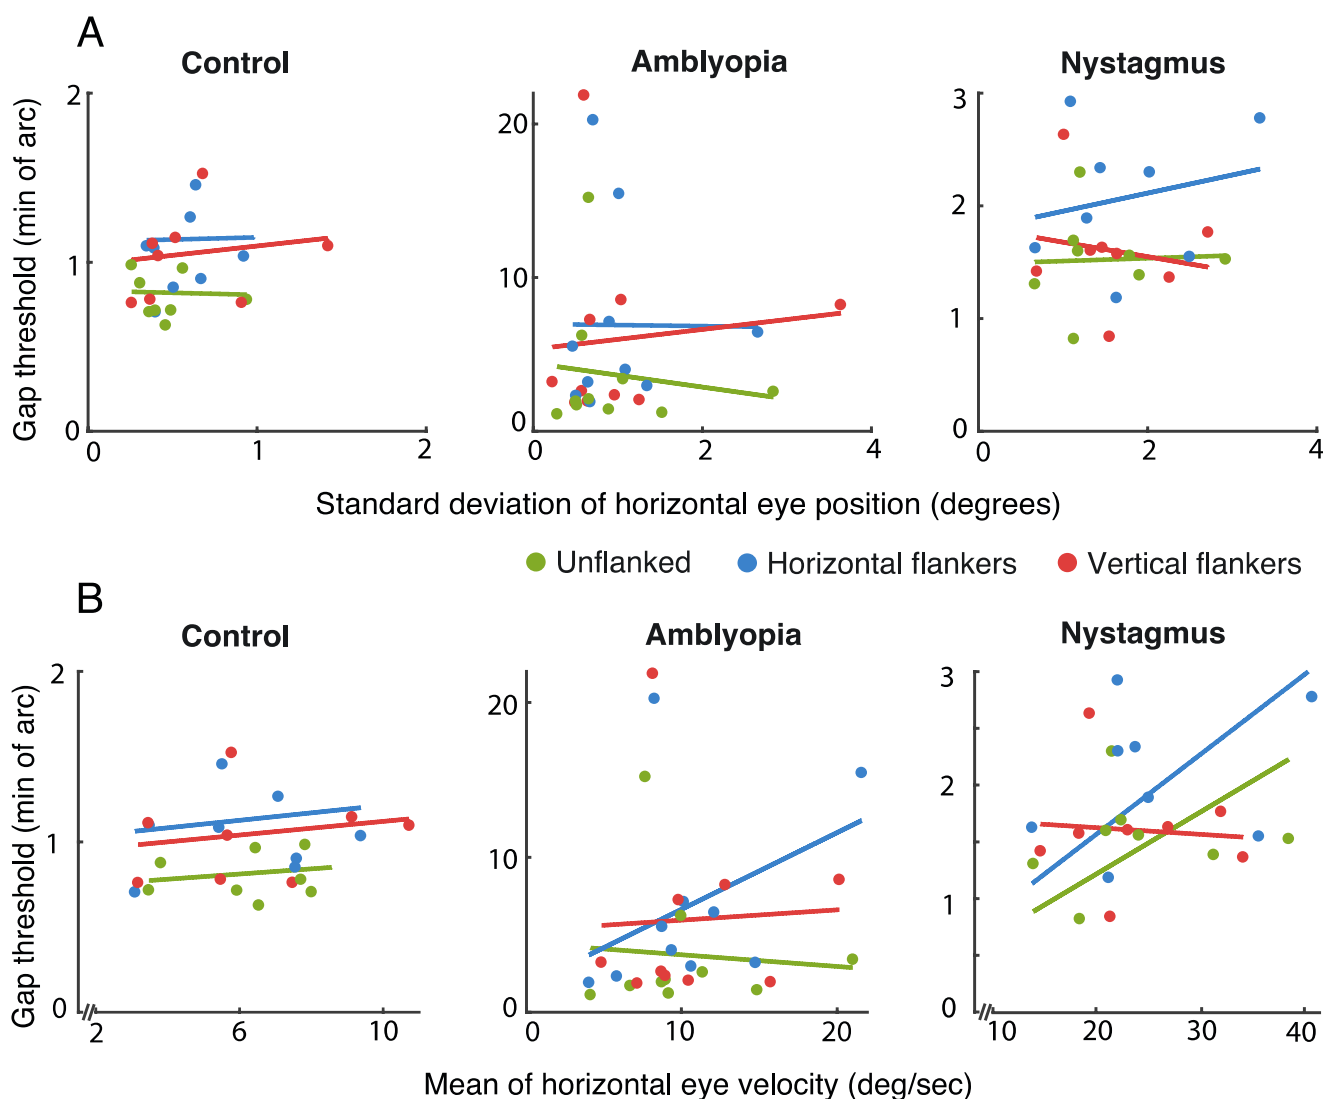 A
Control
Amblyopia
Nystagmus
Gap threshold (min of arc)
2
1
0
0
1
2
20
10
0
0
2
4
3
2
1
0
0
2
4
Standard deviation of horizontal eye position (degrees)
Unflanked
Horizontal flankers
Vertical flankers
B
Control
Amblyopia
Nystagmus
Gap threshold (min of arc)
2
1
0
2
6
10
20
10
0
0
10
20
3
2
1
0
10
20
30
40
Mean of horizontal eye velocity (deg/sec)